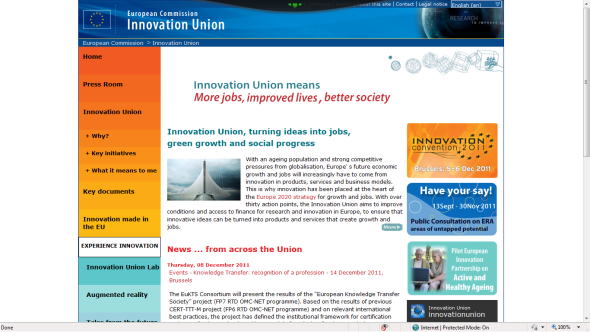 European Commission
Innovation Union
this site | Contact | Legal notice
English (en)
RESEARCH
European Commission > Innovation Union
Home
Press Room
Innovation Union
+ Why?
+ Key initiatives
+ What it means to me
Key documents
Innovation made in
the EU
EXPERIENCE INNOVATION
Innovation Union Lab
Augmented reality
Tales from the future
Innovation Union means
More jobs, improved lives, better society
Innovation Union, turning ideas into jobs,
green growth and social progress
With an ageing population and strong competitive
pressures from globalisation, Europe's future economic
growth and jobs will increasingly have to come from
innovation in products, services and business models.
This is why innovation has been placed at the heart of
the Europe 2020 strategy for growth and jobs. With over
thirty action points, the Innovation Union aims to improve
conditions and access to finance for research and innovation in Europe, to ensure that
innovative ideas can be turned into products and services that create growth and
jobs.
More
News ... from across the Union
Thursday, 08 December 2011
Events - Knowledge Transfer: recognition of a profession - 14 December 2011,
Brussels
The EuKTS Consortium will present the results of the "European Knowledge Transfer
Society" project (FP7 RTD OMC-NET programme). Based on the results of previous
CERT-TTT-M project (FP6 RTD OMC-NET programme) and on relevant international
best practices, the project has defined the institutional framework for certification
INNOVATION
convention-2011
Brussels, 5-6 Dec 2011
Have your say!
13Sept - 30Nov 2011
Public Consultation on ERA
areas of untapped potential
Pilot European
Innovation
Partnership on
Active and
Healthy Ageing
Innovation Union
innovationunion
Done
Internet | Protected Mode: On
100%